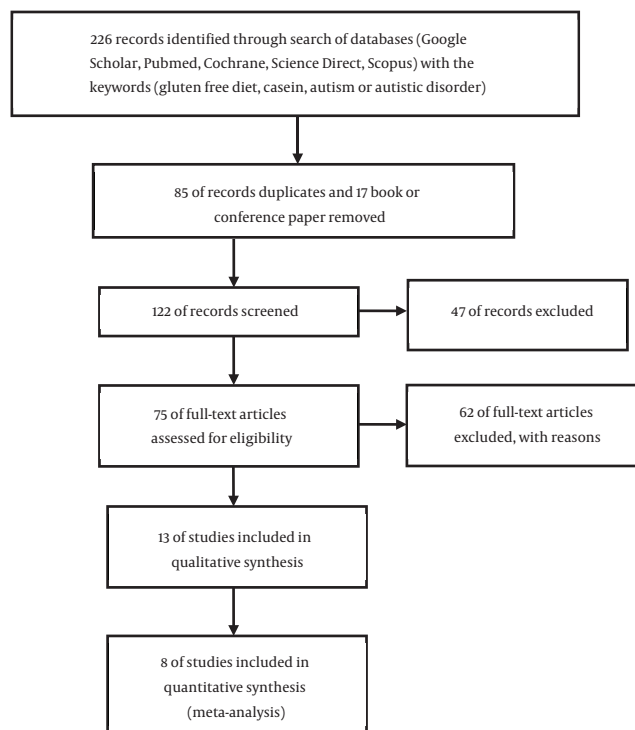 226 records identified through search of databases (Google
Scholar, Pubmed, Cochrane, Science Direct, Scopus) with the
keywords (gluten free diet, casein, autism or autistic disorder)
85 of records duplicates and 17 book or
conference paper removed
122 of records screened
47 of records excluded
75 of full-text articles
assessed for eligibility
62 of full-text articles
excluded, with reasons
13 of studies included in
qualitative synthesis
8 of studies included in
quantitative synthesis
(meta-analysis)